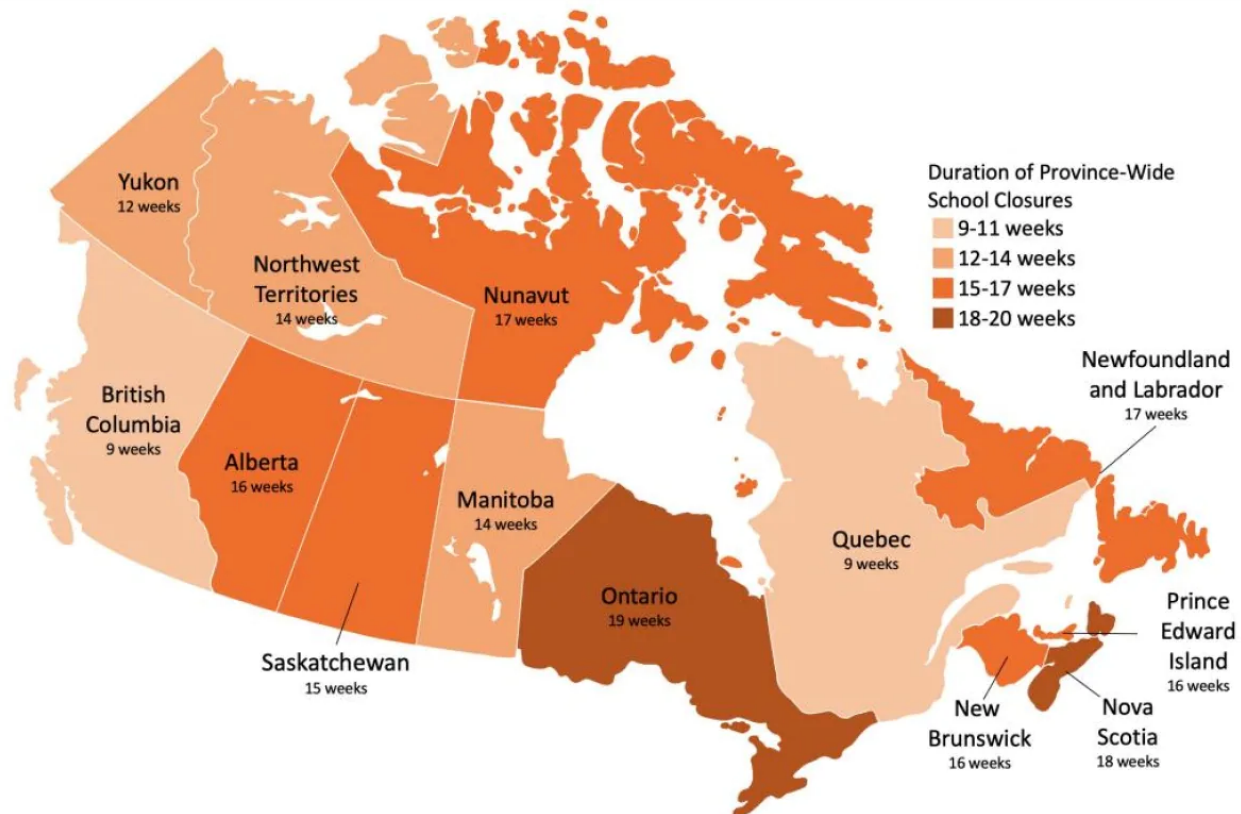 Duration of Province-Wide
School Closures
9-11 weeks
12-14 weeks
15-17 weeks
18-20 weeks
Yukon
12 weeks
Northwest
Territories
14 weeks
Nunavut
17 weeks
British
Columbia
9 weeks
Alberta
16 weeks
Saskatchewan
15 weeks
Manitoba
14 weeks
Ontario
19 weeks
Quebec
9 weeks
Newfoundland
and Labrador
17 weeks
Prince
Edward
Island
16 weeks
New
Brunswick
16 weeks
Nova
Scotia
18 weeks